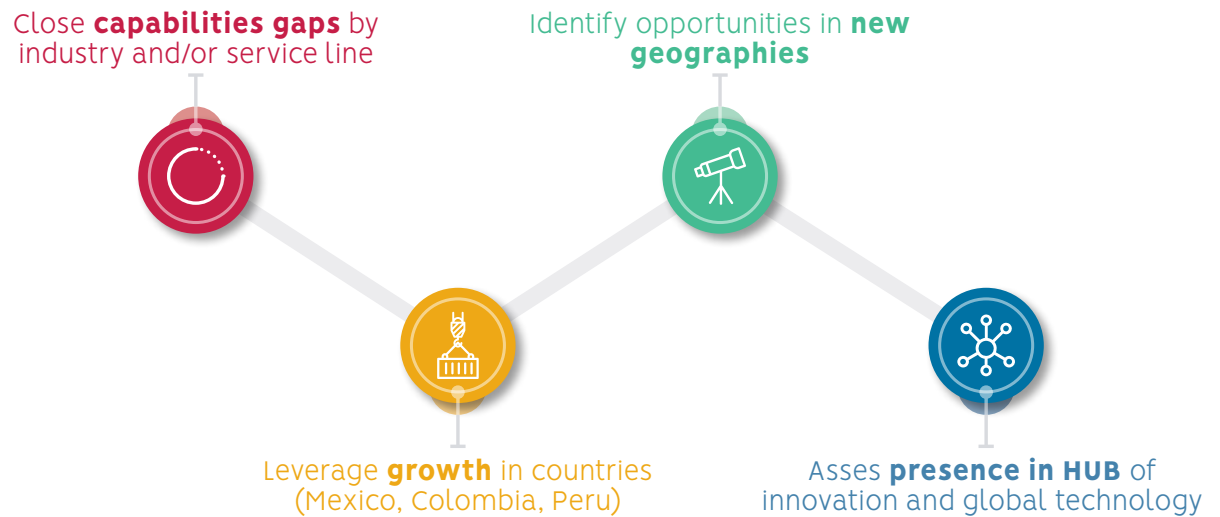 Close capabilities gaps by
industry and/or service line
Identify opportunities in new
geographies
Leverage growth in countries
(Mexico, Colombia, Peru)
Asses presence in HUB of
innovation and global technology